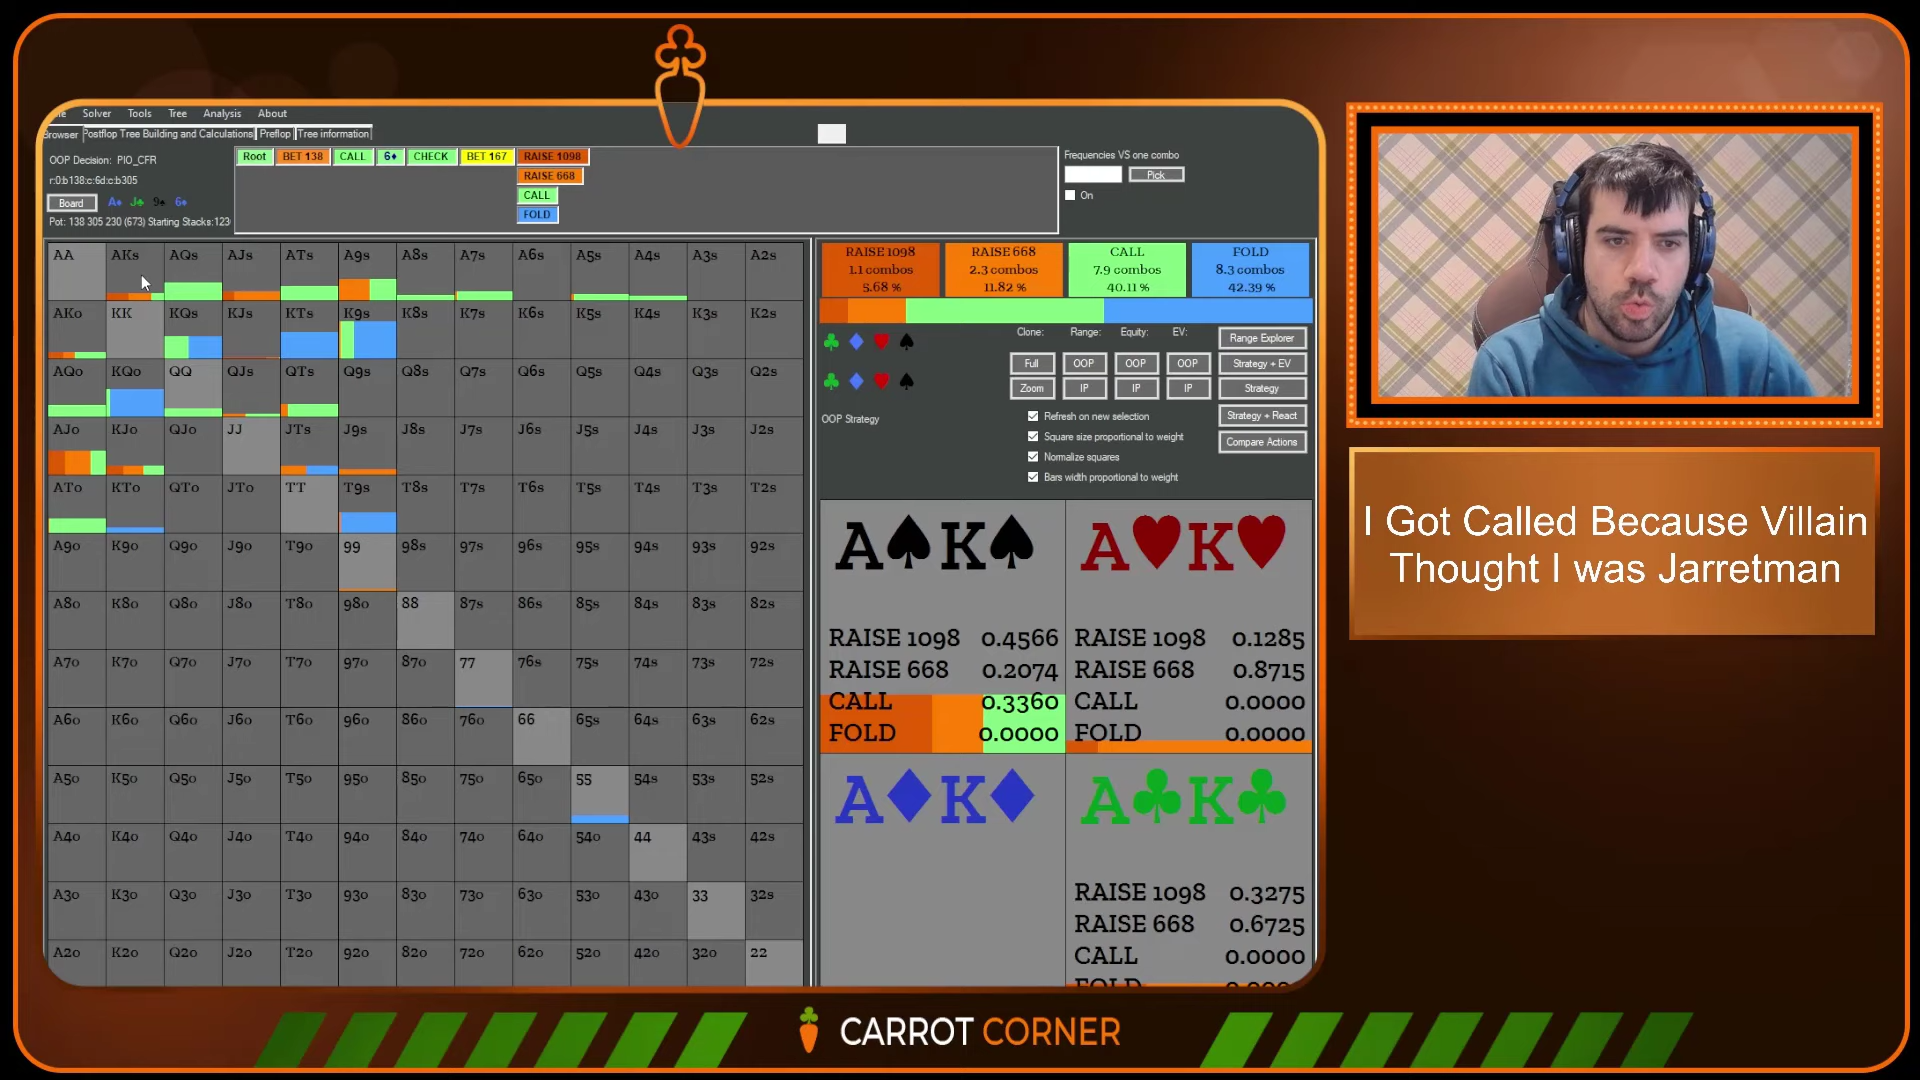 Solver Tools Tree Analysis About
Browser Postflop Tree Building and Calculations Preflop Tree information
OOP Decision: PIO_CFR
r:0:b138:c:6d:c:b305
Board A♦ J♣ 9♠ 6♦
Pot: 138 305 230 (673) Starting Stacks:123
Root BET 138 CALL 6♦ CHECK BET 167 RAISE 1098
RAISE 668
CALL
FOLD
Frequencies VS one combo
Pick
On
AA AKs AQs AJs ATs A9s A8s A7s A6s A5s A4s A3s A2s
AKo KK KQs KJs KTs K9s K8s K7s K6s K5s K4s K3s K2s
AQo KQo QQ QJs QTs Q9s Q8s Q7s Q6s Q5s Q4s Q3s Q2s
AJo KJo QJo JJ JTs J9s J8s J7s J6s J5s J4s J3s J2s
ATo KTo QTo JTo TT T9s T8s T7s T6s T5s T4s T3s T2s
A9o K9o Q9o J9o T9o 99 98s 97s 96s 95s 94s 93s 92s
A8o K8o Q8o J8o T8o 98o 88 87s 86s 85s 84s 83s 82s
A7o K7o Q7o J7o T7o 97o 87o 77 76s 75s 74s 73s 72s
A6o K6o Q6o J6o T6o 96o 86o 76o 66 65s 64s 63s 62s
A5o K5o Q5o J5o T5o 95o 85o 75o 65o 55 54s 53s 52s
A4o K4o Q4o J4o T4o 94o 84o 74o 64o 54o 44 43s 42s
A3o K3o Q3o J3o T3o 93o 83o 73o 63o 53o 43o 33 32s
A2o K2o Q2o J2o T2o 92o 82o 72o 62o 52o 42o 32o 22
RAISE 1098 RAISE 668 CALL FOLD
1.1 combos 2.3 combos 7.9 combos 8.3 combos
5.68 % 11.82 % 40.11 % 42.39 %
Clone: Range: Equity: EV:
Range Explorer
Full OOP OOP OOP Strategy + EV
Zoom IP IP IP Strategy
OOP Strategy
Refresh on new selection Strategy + React
Square size proportional to weight Compare Actions
Normalize squares
Bars width proportional to weight
A♠K♠ A♥K♥
RAISE 1098 0.4566 RAISE 1098 0.1285
RAISE 668 0.2074 RAISE 668 0.8715
CALL 0.3360 CALL 0.0000
FOLD 0.0000 FOLD 0.0000
A♦K♦ A♣K♣
RAISE 1098 0.3275
RAISE 668 0.6725
CALL 0.0000
I Got Called Because Villain
Thought I was Jarretman
CARROT CORNER